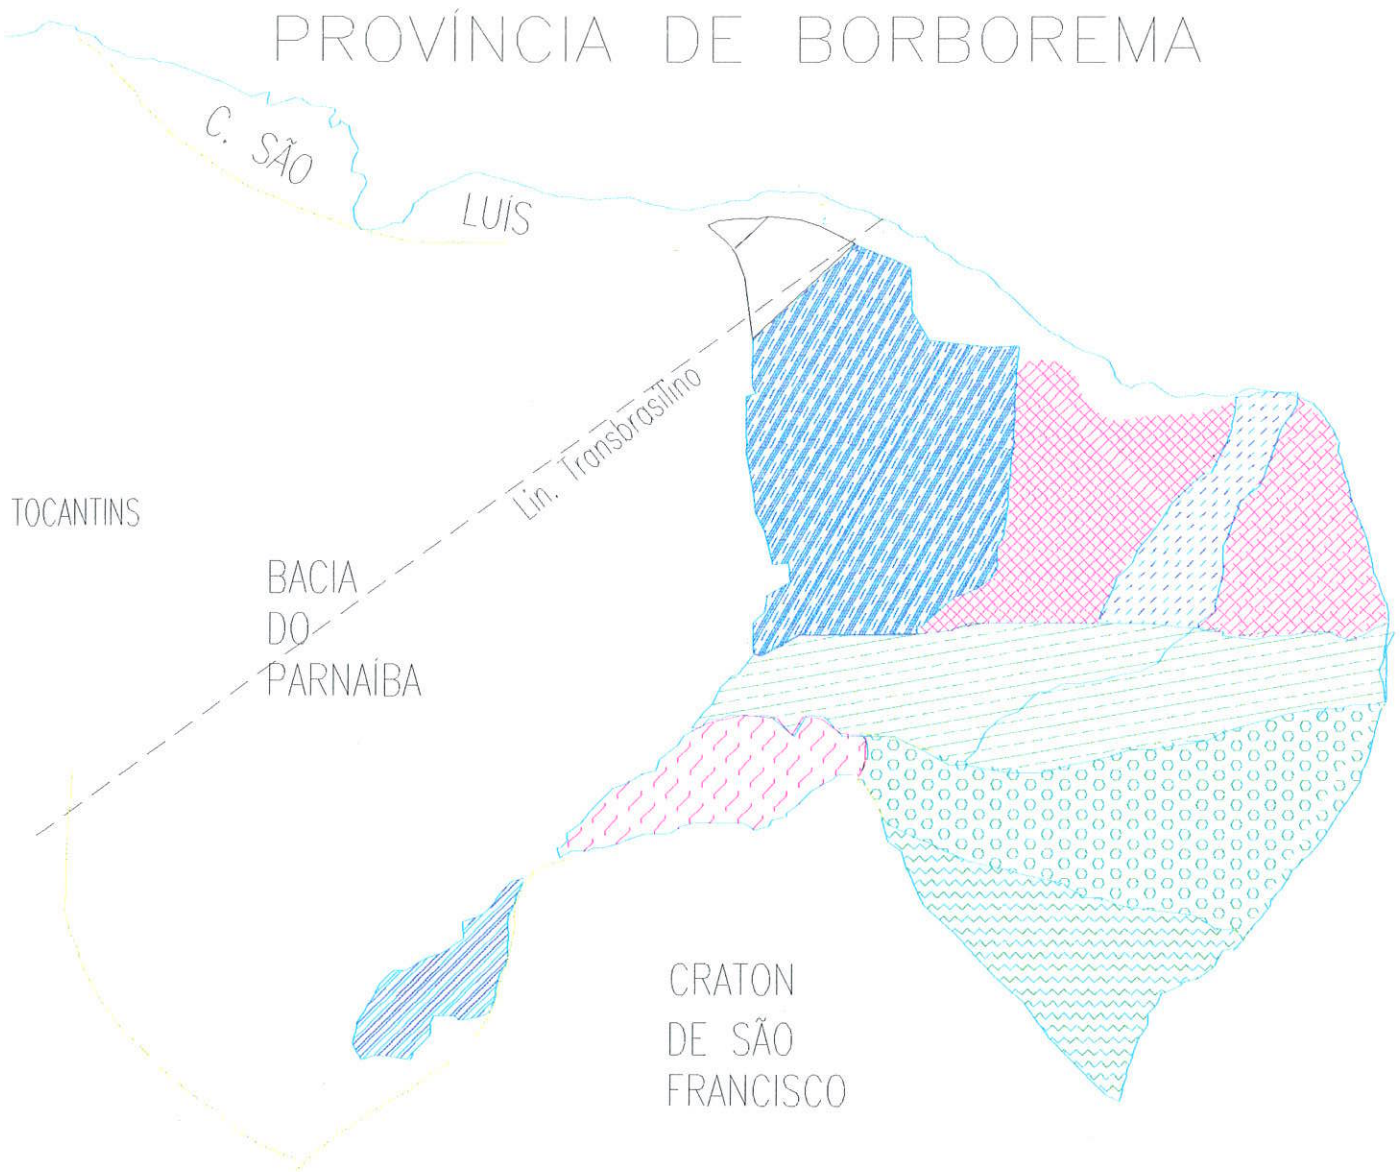 PROVÍNCIA DE BORBOREMA
C. SÃO
LUÍS
Lin. Transbrasilino
TOCANTINS
BACIA
DO
PARNAÍBA
CRATON
DE SÃO
FRANCISCO